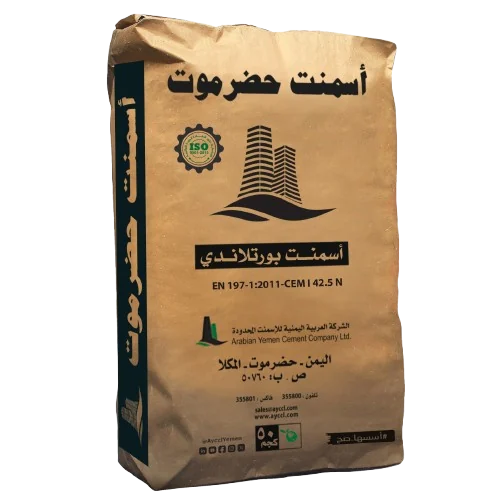 أسمنت حضرموت
أسمنت حضرموت
ISO
9001:2015
أسمنت بورتلاندي
EN 197-1:2011-CEM I 42.5 N
الشركة العربية اليمنية للأسمنت المحدودة
Arabian Yemen Cement Company Ltd.
اليمن - حضرموت - المكلا
ص . ب: ٥٠٧٦٠
تلفون : 355800 فاكس : 355801
sales@ayccl.com
www.ayccl.com
@AycclYemen
٥٠
كجم
#أسسها_صح